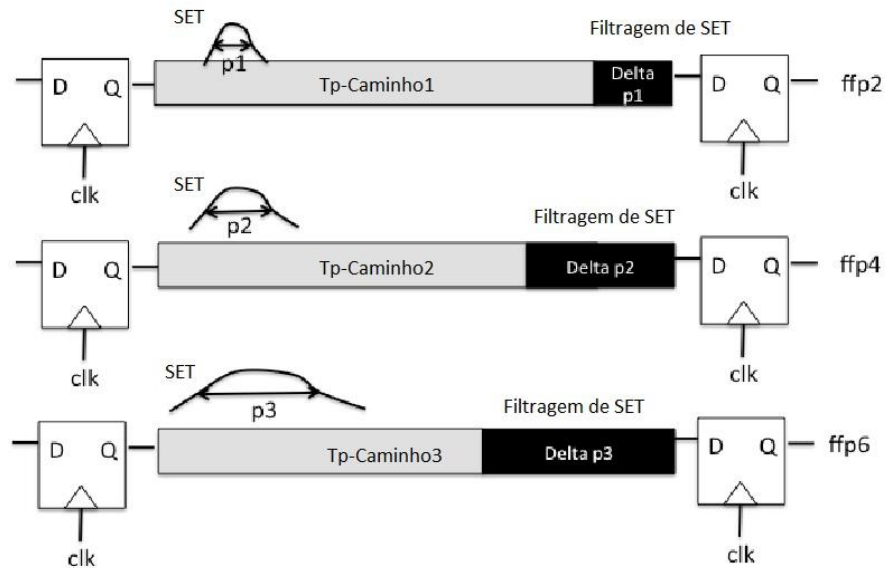 SET
Filtragem de SET
p1
D Q
Tp-Caminho1
Delta p1
D Q
ffp2
clk
clk
SET
Filtragem de SET
p2
D Q
Tp-Caminho2
Delta p2
D Q
ffp4
clk
clk
SET
Filtragem de SET
p3
D Q
Tp-Caminho3
Delta p3
D Q
ffp6
clk
clk